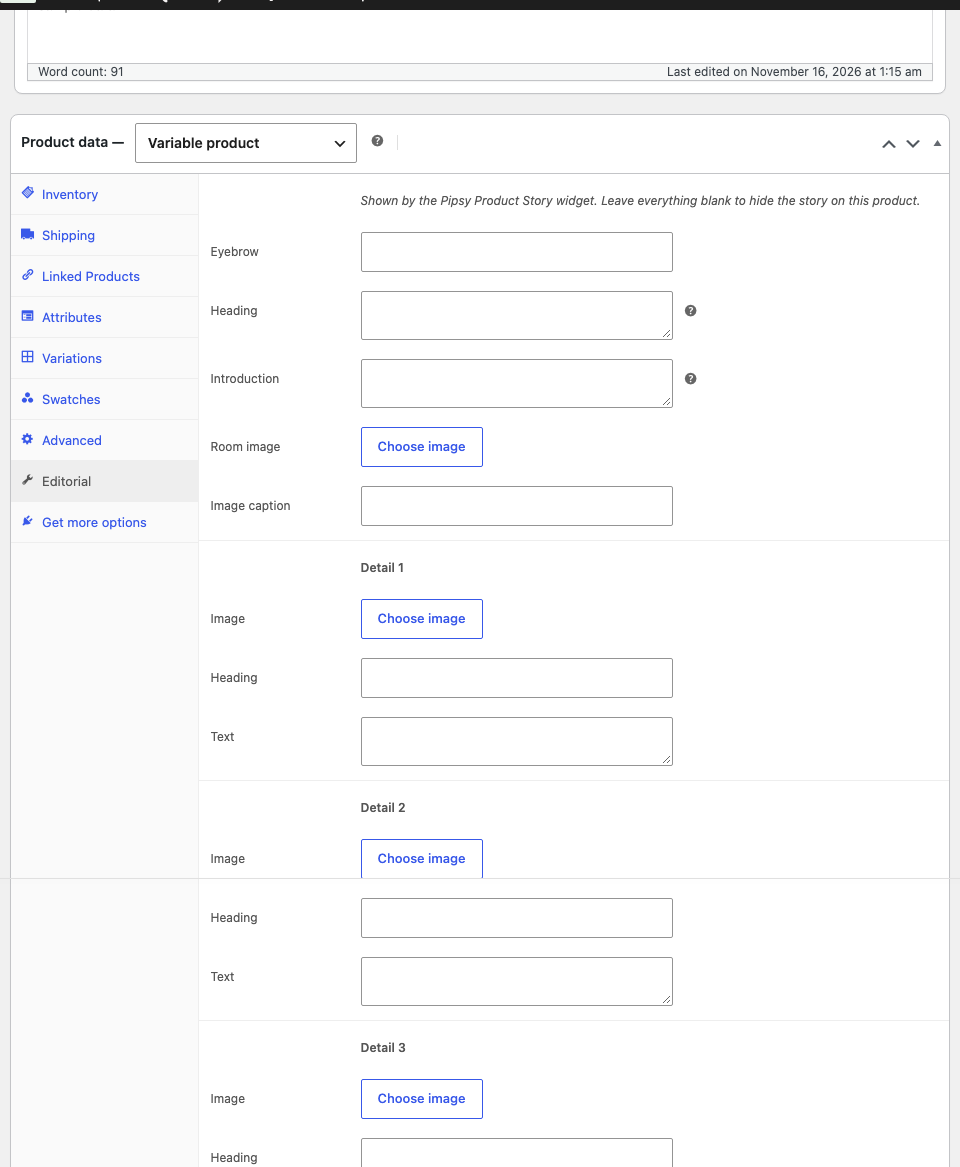 Word count: 91
Last edited on November 16, 2026 at 1:15 am
Product data —
Variable product
Inventory
Shipping
Linked Products
Attributes
Variations
Swatches
Advanced
Editorial
Get more options
Shown by the Pipsy Product Story widget. Leave everything blank to hide the story on this product.
Eyebrow
Heading
Introduction
Room image
Choose image
Image caption
Detail 1
Image
Choose image
Heading
Text
Detail 2
Image
Choose image
Heading
Text
Detail 3
Image
Choose image
Heading